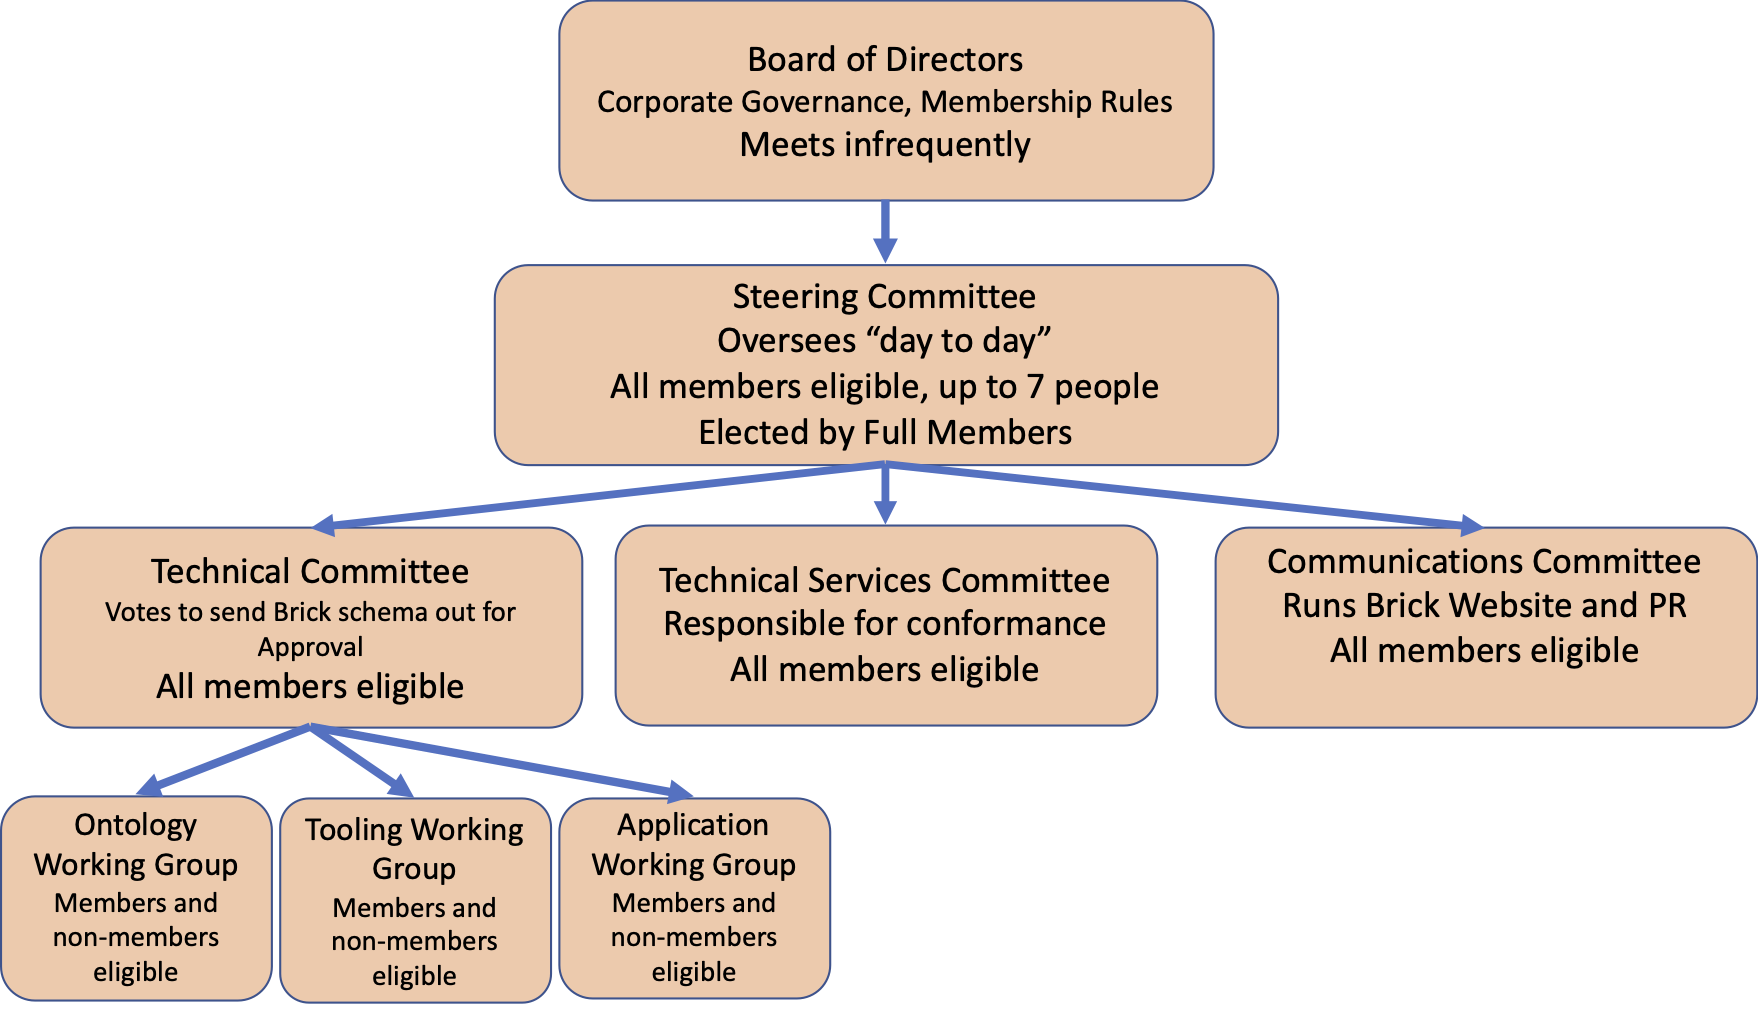 Board of Directors
Corporate Governance, Membership Rules
Meets infrequently
Steering Committee
Oversees “day to day”
All members eligible, up to 7 people
Elected by Full Members
Technical Committee
Votes to send Brick schema out for
Approval
All members eligible
Technical Services Committee
Responsible for conformance
All members eligible
Communications Committee
Runs Brick Website and PR
All members eligible
Ontology
Working Group
Members and
non-members
eligible
Tooling Working
Group
Members and
non-members
eligible
Application
Working Group
Members and
non-members
eligible